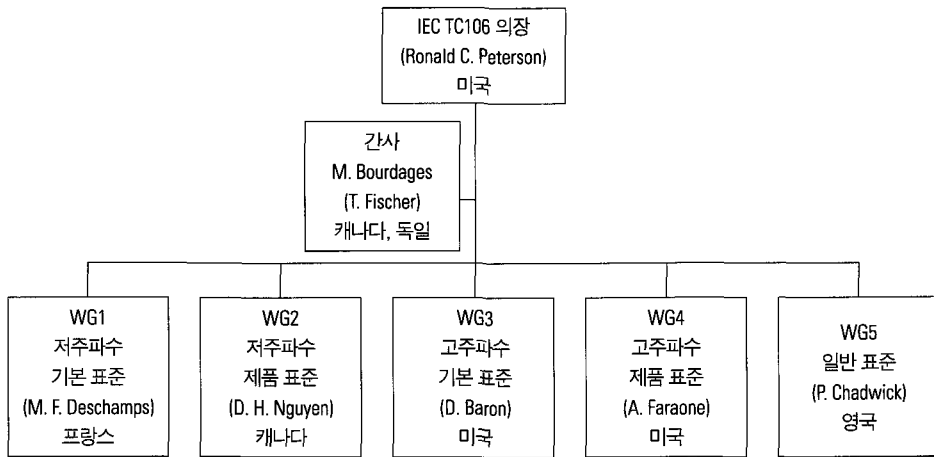 IEC TC106 의장
(Ronald C. Peterson)
미국
간사
M. Bourdages
(T. Fischer)
캐나다, 독일
WG1
저주파수
기본 표준
(M. F. Deschamps)
프랑스
WG2
저주파수
제품 표준
(D. H. Nguyen)
캐나다
WG3
고주파수
기본 표준
(D. Baron)
미국
WG4
고주파수
제품 표준
(A. Faraone)
미국
WG5
일반 표준
(P. Chadwick)
영국